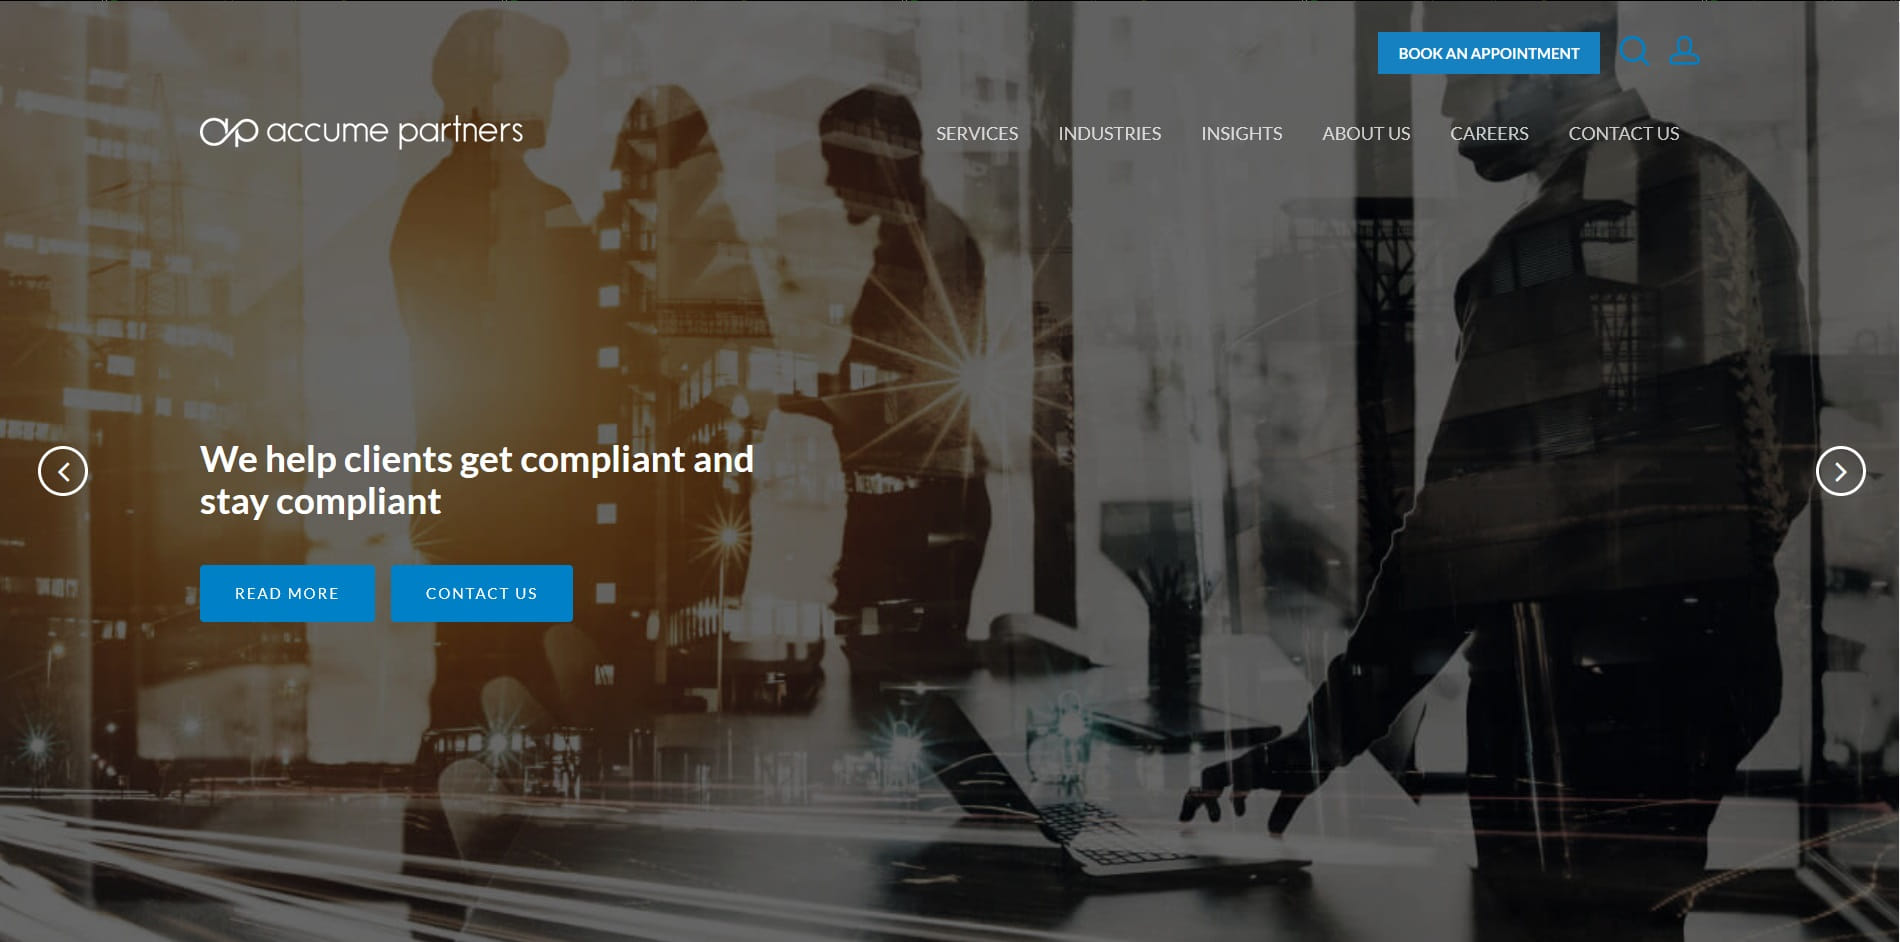 BOOK AN APPOINTMENT
accume partners
SERVICES INDUSTRIES INSIGHTS ABOUT US CAREERS CONTACT US
We help clients get compliant and
stay compliant
READ MORE CONTACT US